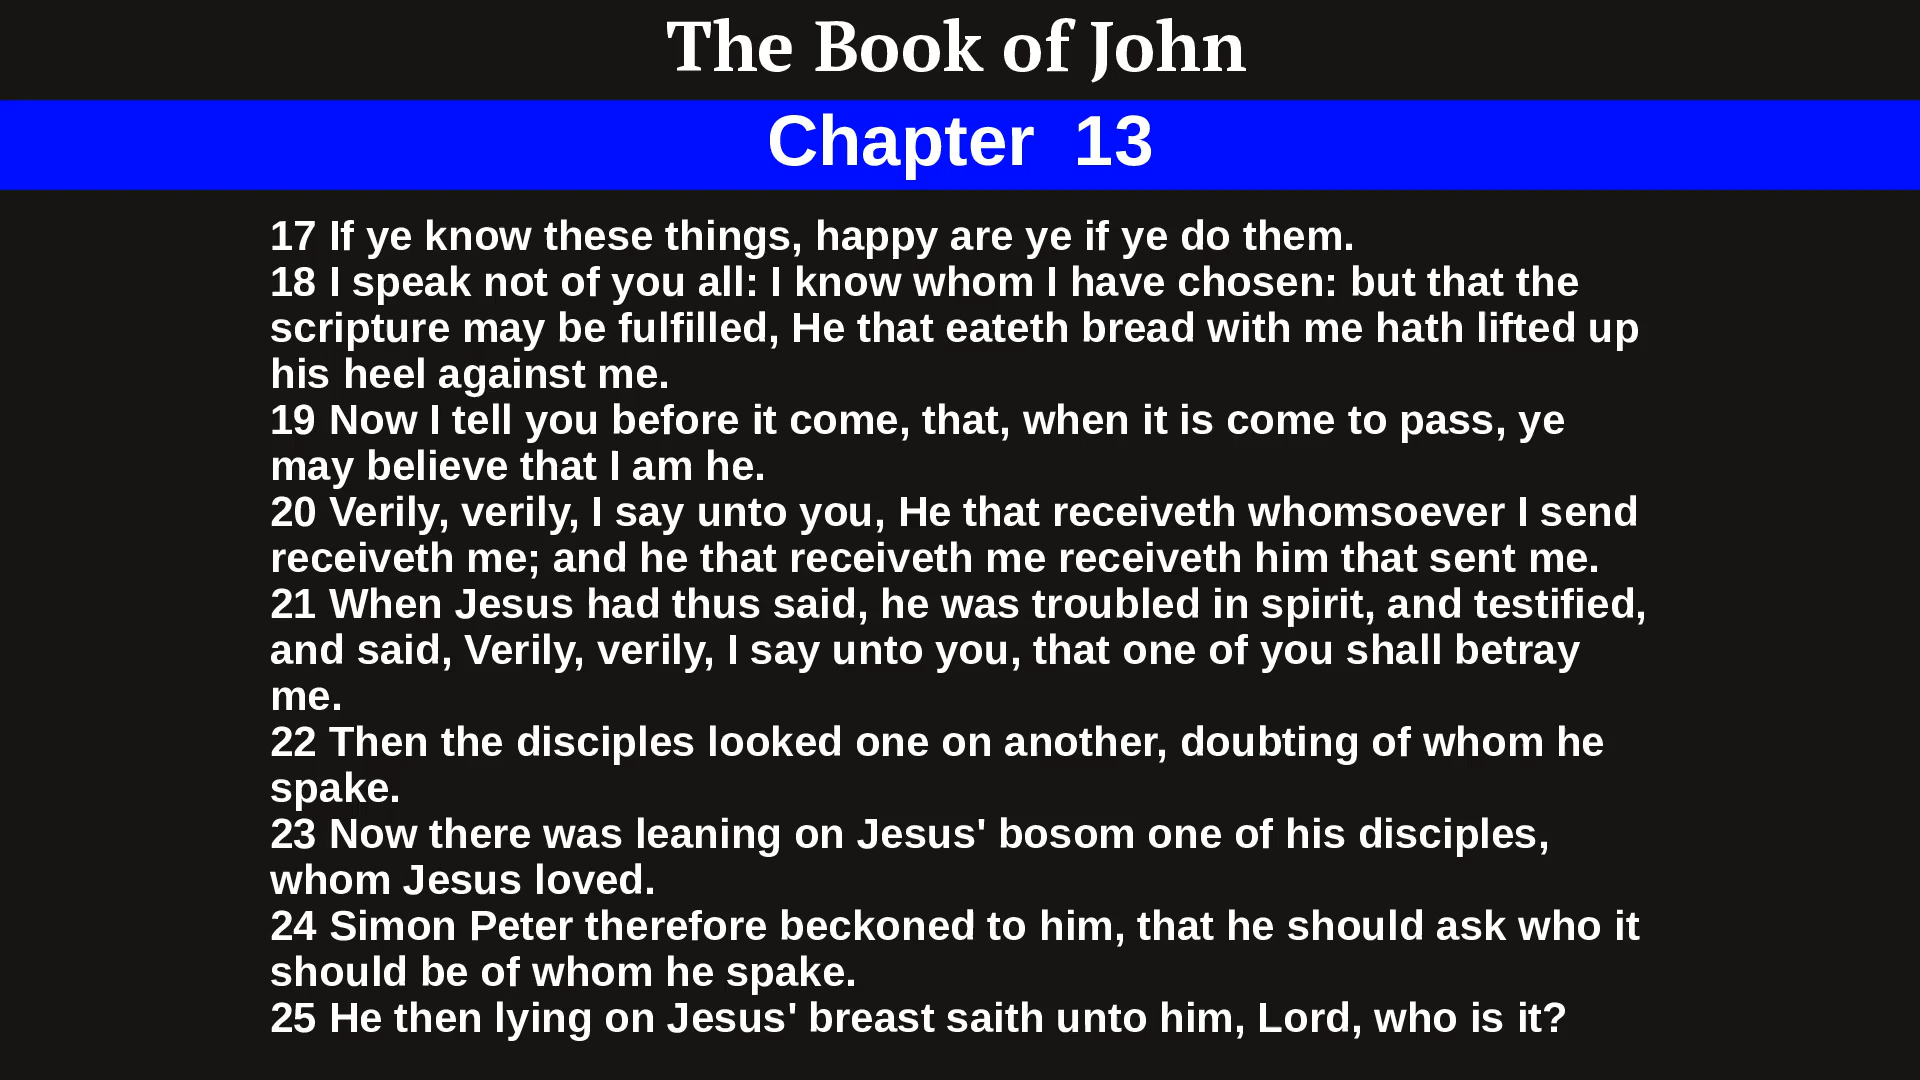 The Book of John
Chapter  13
17 If ye know these things, happy are ye if ye do them.
18 I speak not of you all: I know whom I have chosen: but that the
scripture may be fulfilled, He that eateth bread with me hath lifted up
his heel against me.
19 Now I tell you before it come, that, when it is come to pass, ye
may believe that I am he.
20 Verily, verily, I say unto you, He that receiveth whomsoever I send
receiveth me; and he that receiveth me receiveth him that sent me.
21 When Jesus had thus said, he was troubled in spirit, and testified,
and said, Verily, verily, I say unto you, that one of you shall betray
me.
22 Then the disciples looked one on another, doubting of whom he
spake.
23 Now there was leaning on Jesus' bosom one of his disciples,
whom Jesus loved.
24 Simon Peter therefore beckoned to him, that he should ask who it
should be of whom he spake.
25 He then lying on Jesus' breast saith unto him, Lord, who is it?